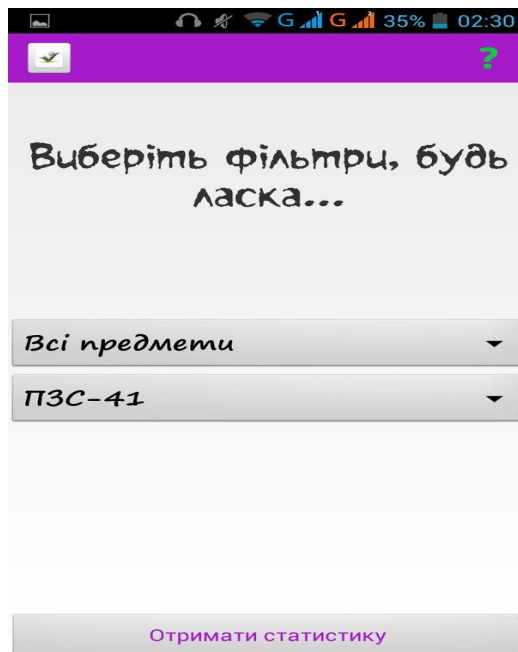 G G 35% 02:30
?
Виберіть фільтри, будь
ласка...
Всі предмети
ПЗС-41
Отримати статистику